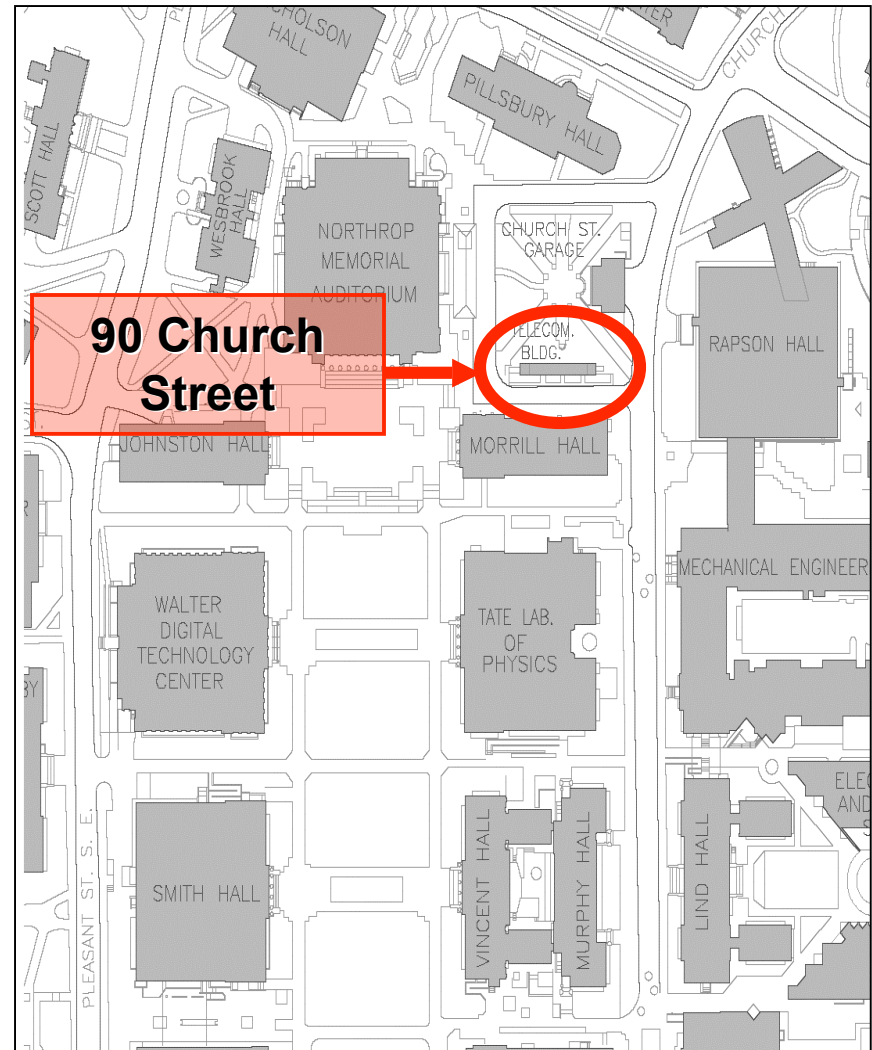 CHOLSON
HALL
PILLSBURY HALL
CHURCH
SCOTT HALL
WESBROOK
HALL
NORTHROP
MEMORIAL
AUDITORIUM
CHURCH ST.
GARAGE
90 Church
Street
TELECOM.
BLDG.
RAPSON HALL
JOHNSTON HALL
MORRILL HALL
MECHANICAL ENGINEER
WALTER
DIGITAL
TECHNOLOGY
CENTER
TATE LAB.
OF
PHYSICS
BY
ELEC
AND
PLEASANT ST. S. E.
SMITH HALL
VINCENT HALL
MURPHY HALL
LIND HALL